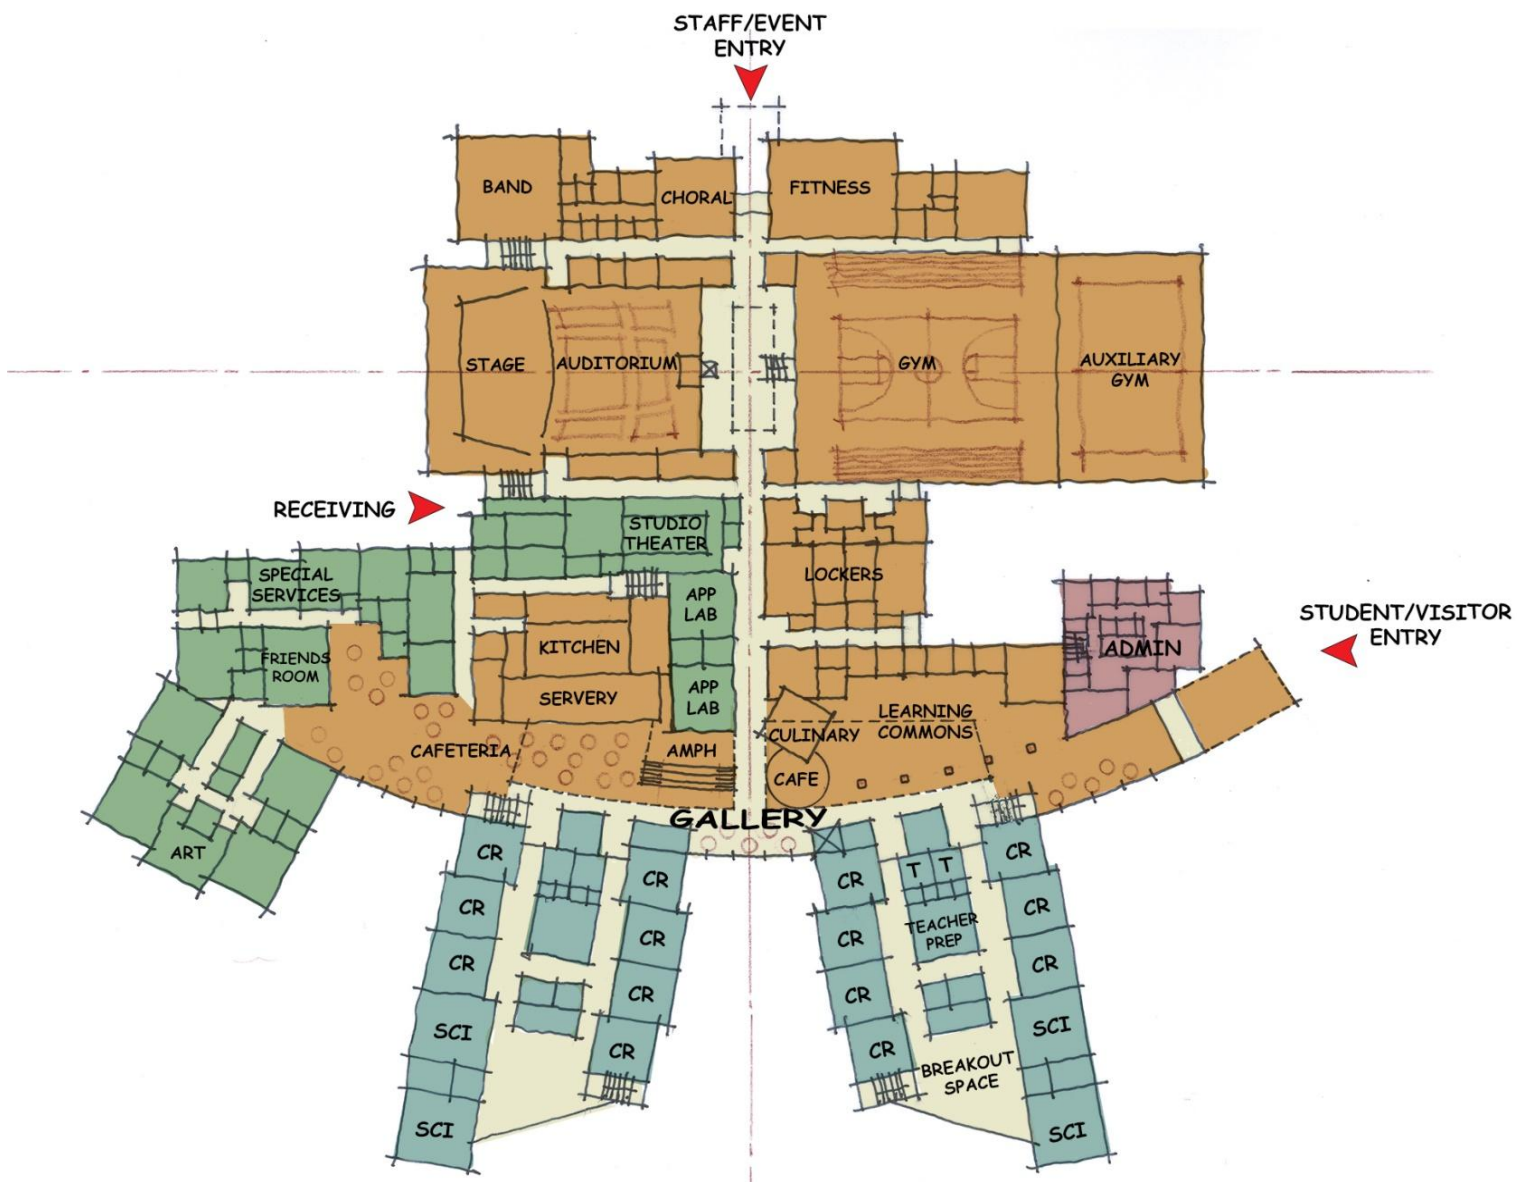 STAFF/EVENT
ENTRY
BAND
CHORAL
FITNESS
STAGE
AUDITORIUM
GYM
AUXILIARY
GYM
RECEIVING
STUDIO
THEATER
SPECIAL
SERVICES
APP
LAB
LOCKERS
STUDENT/VISITOR
ENTRY
FRIENDS
ROOM
KITCHEN
ADMIN
SERVERY
APP
LAB
LEARNING
COMMONS
CULINARY
CAFETERIA
AMPH
CAFE
GALLERY
ART
CR
CR
CR
T T
CR
CR
CR
CR
TEACHER
PREP
CR
CR
CR
CR
CR
CR
SCI
CR
CR
SCI
BREAKOUT
SPACE
SCI
SCI